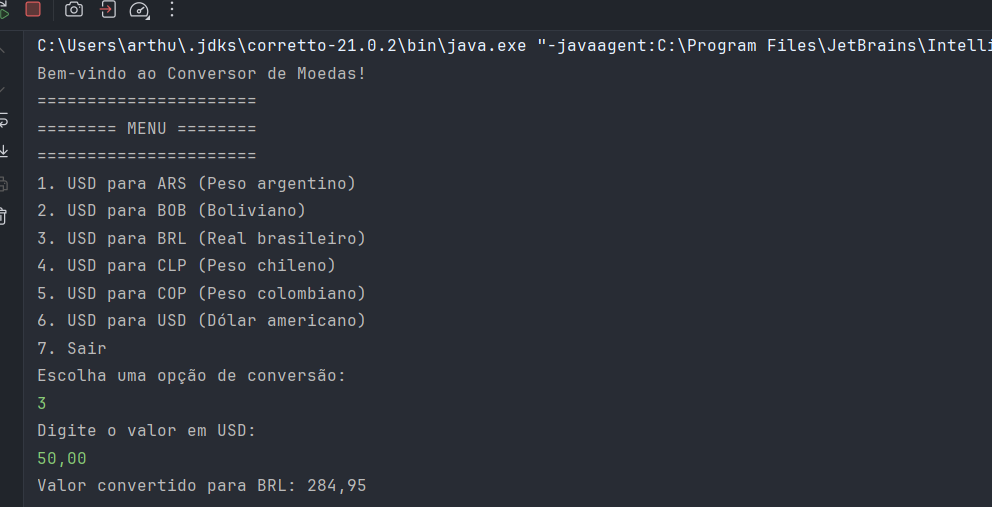 C:\Users\arthu\.jdks\corretto-21.0.2\bin\java.exe "-javaagent:C:\Program Files\JetBrains\Intelli
Bem-vindo ao Conversor de Moedas!
======================
======== MENU ========
======================
1. USD para ARS (Peso argentino)
2. USD para BOB (Boliviano)
3. USD para BRL (Real brasileiro)
4. USD para CLP (Peso chileno)
5. USD para COP (Peso colombiano)
6. USD para USD (Dólar americano)
7. Sair
Escolha uma opção de conversão:
3
Digite o valor em USD:
50,00
Valor convertido para BRL: 284,95